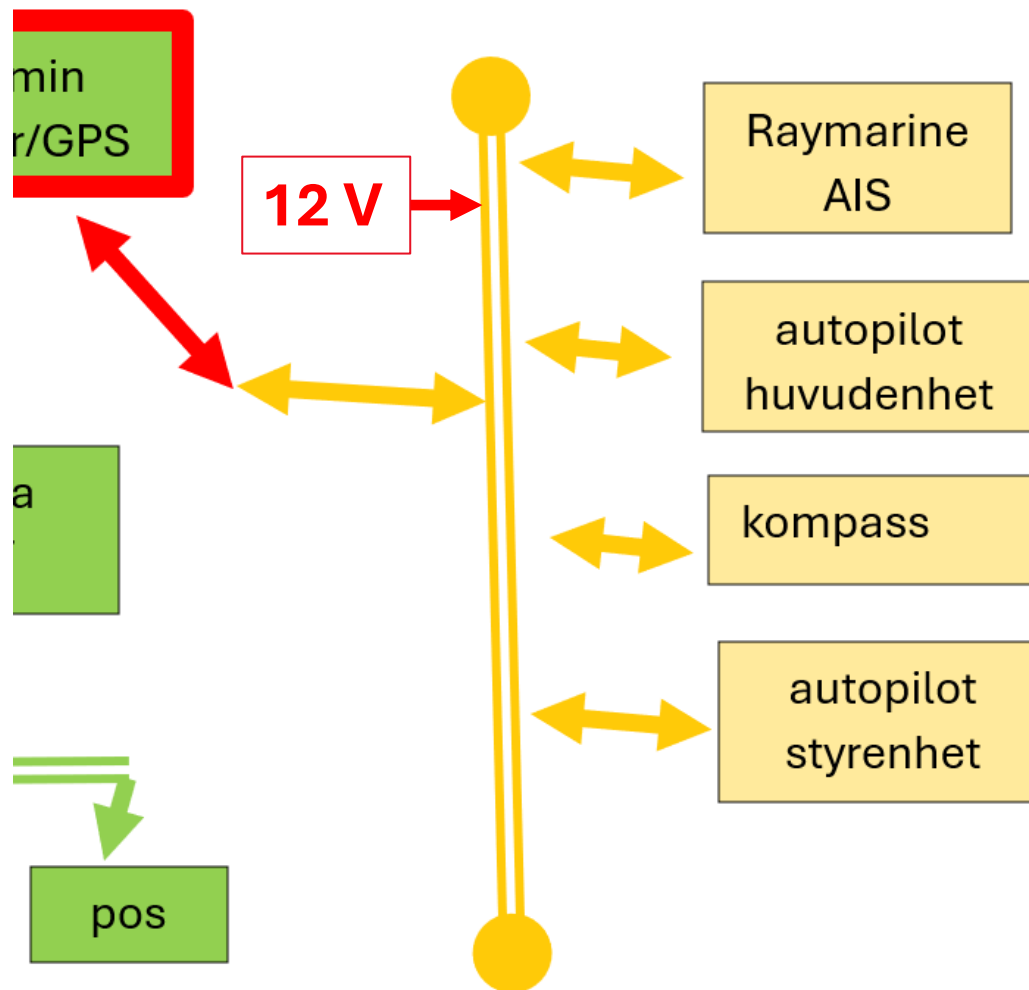 min
r/GPS
12 V
Raymarine
AIS
autopilot
huvudenhet
a
kompass
autopilot
styrenhet
pos